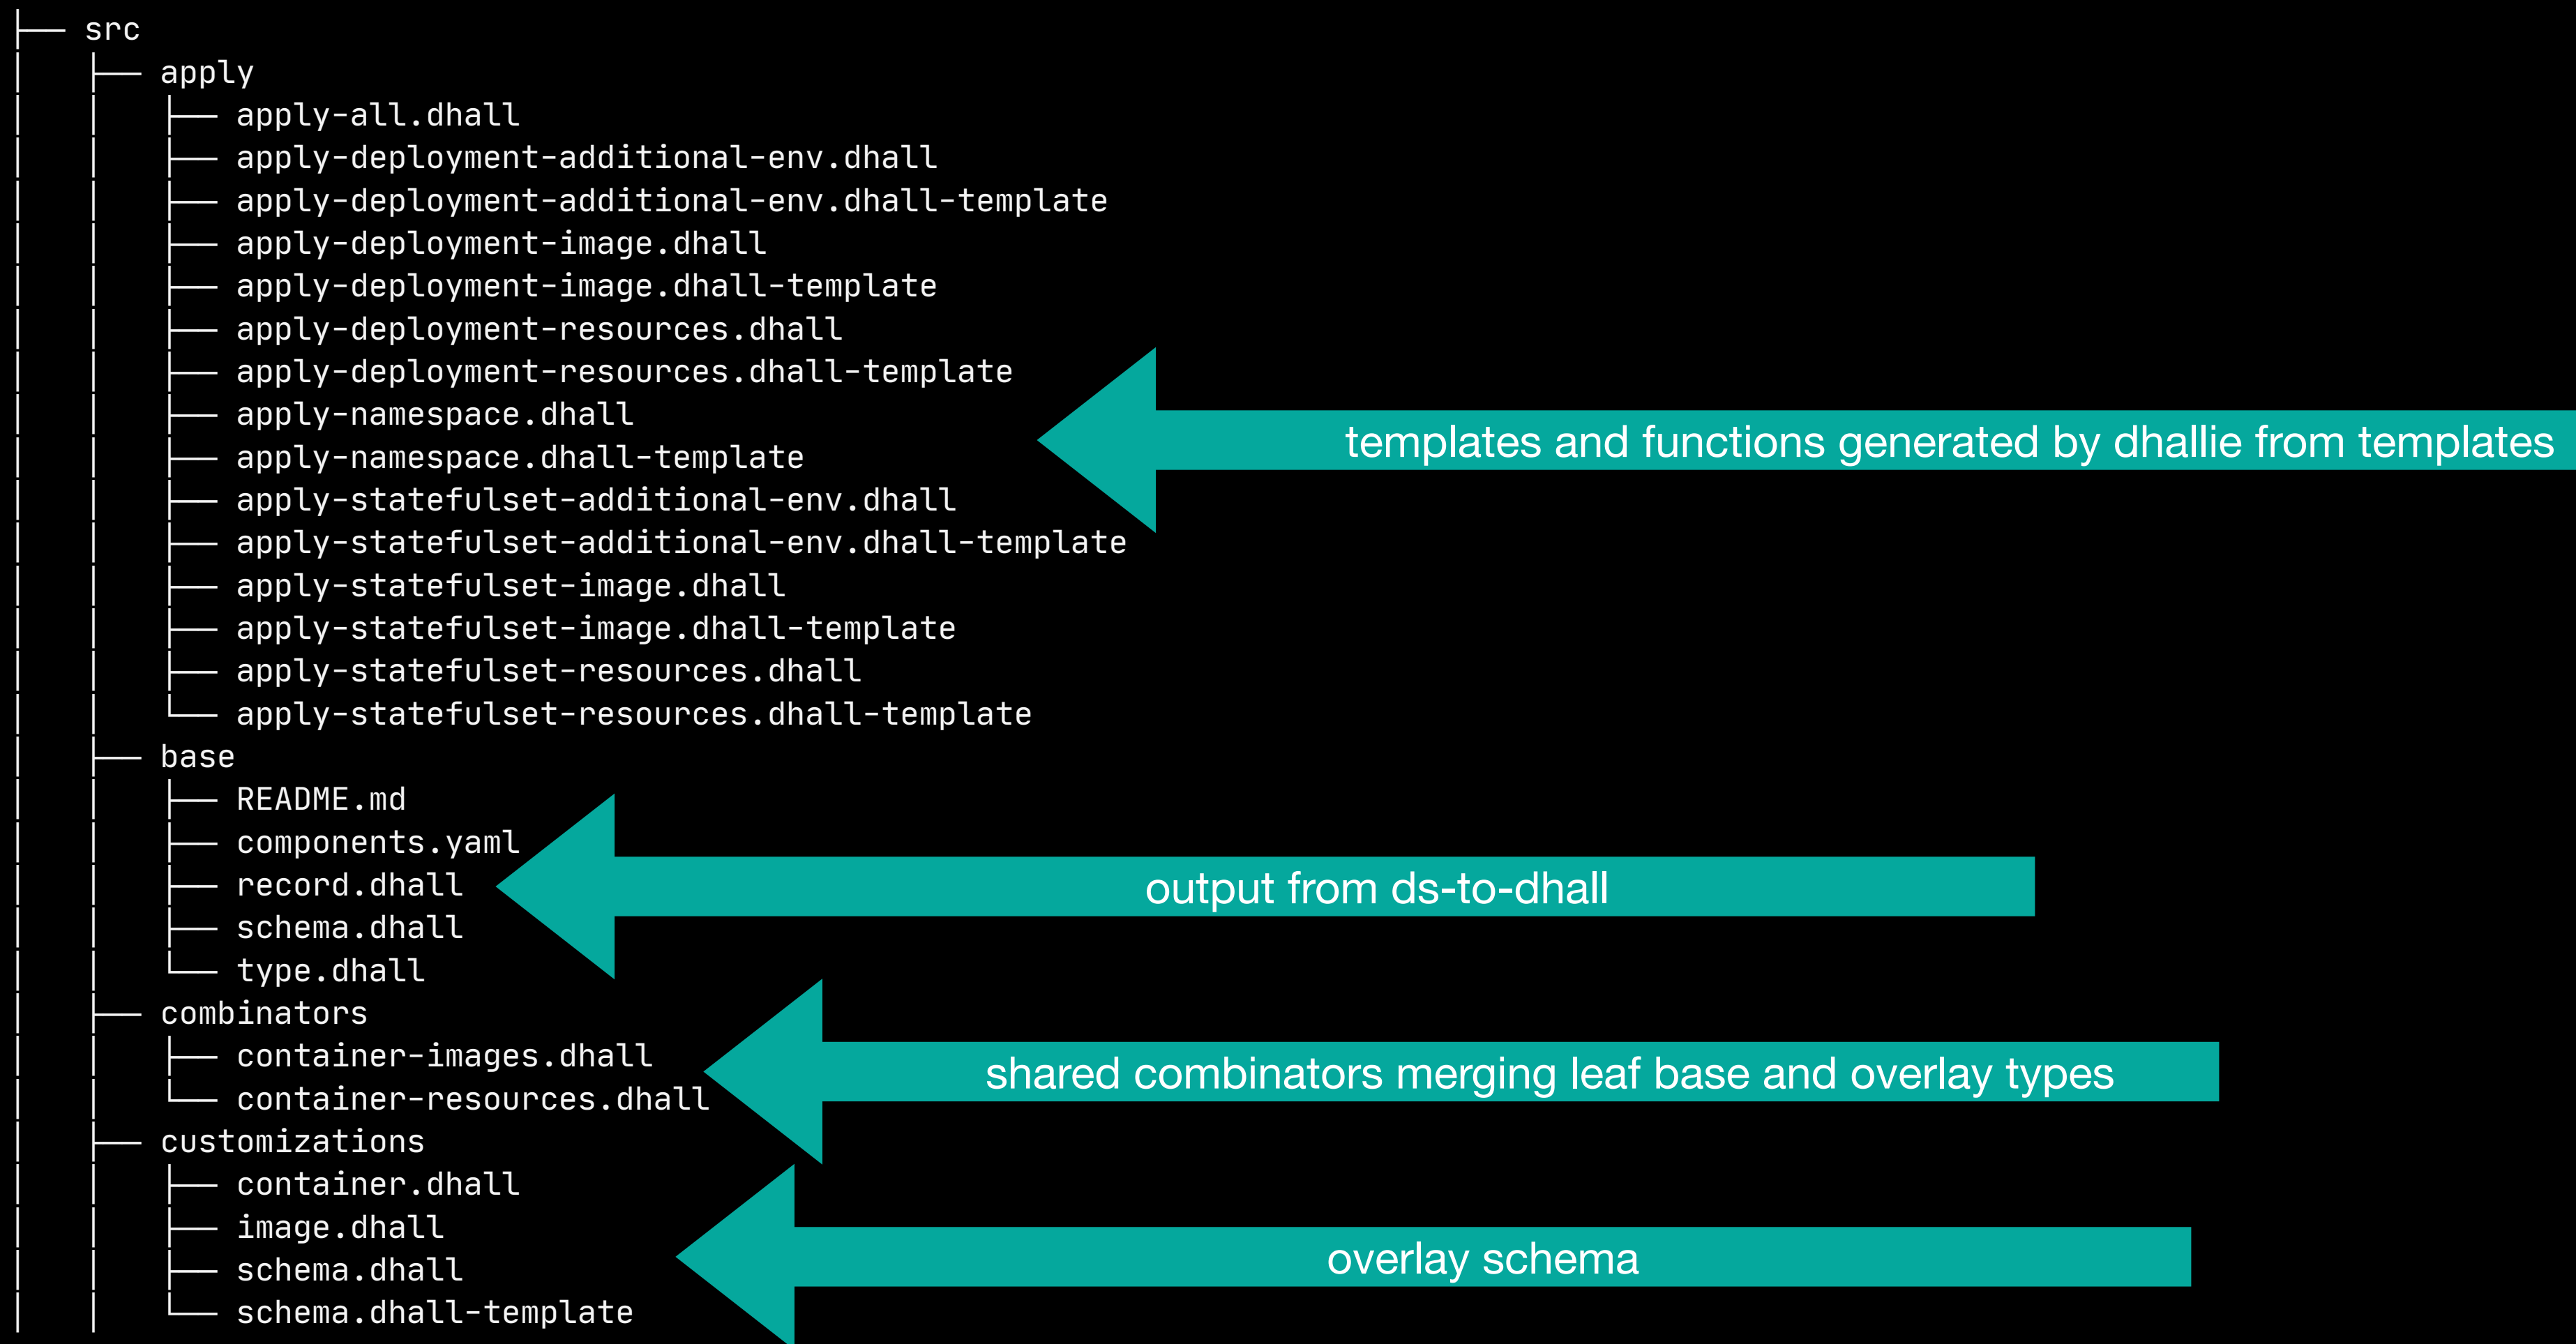 src
apply
apply-all.dhall
apply-deployment-additional-env.dhall
apply-deployment-additional-env.dhall-template
apply-deployment-image.dhall
apply-deployment-image.dhall-template
apply-deployment-resources.dhall
apply-deployment-resources.dhall-template
apply-namespace.dhall
templates and functions generated by dhallie from templates
apply-namespace.dhall-template
apply-statefulset-additional-env.dhall
apply-statefulset-additional-env.dhall-template
apply-statefulset-image.dhall
apply-statefulset-image.dhall-template
apply-statefulset-resources.dhall
apply-statefulset-resources.dhall-template
base
README.md
components.yaml
record.dhall
output from ds-to-dhall
schema.dhall
type.dhall
combinators
container-images.dhall
shared combinators merging leaf base and overlay types
container-resources.dhall
customizations
container.dhall
image.dhall
overlay schema
schema.dhall
schema.dhall-template